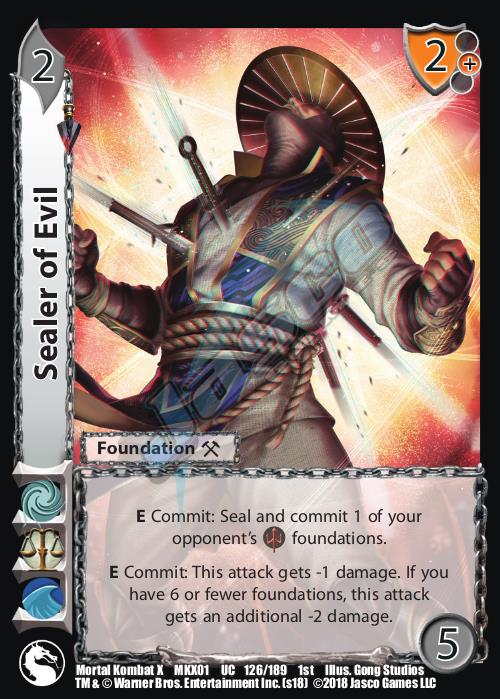 2
2 +
Sealer of Evil
Foundation
E Commit: Seal and commit 1 of your
opponent's foundations.
E Commit: This attack gets -1 damage. If you
have 6 or fewer foundations, this attack
gets an additional -2 damage.
5
Mortal Kombat X MKX01 UC 126/189 1st Illus. Gong Studios
TM & © Warner Bros. Entertainment Inc. (s18) ©2018 Jasco Games LLC